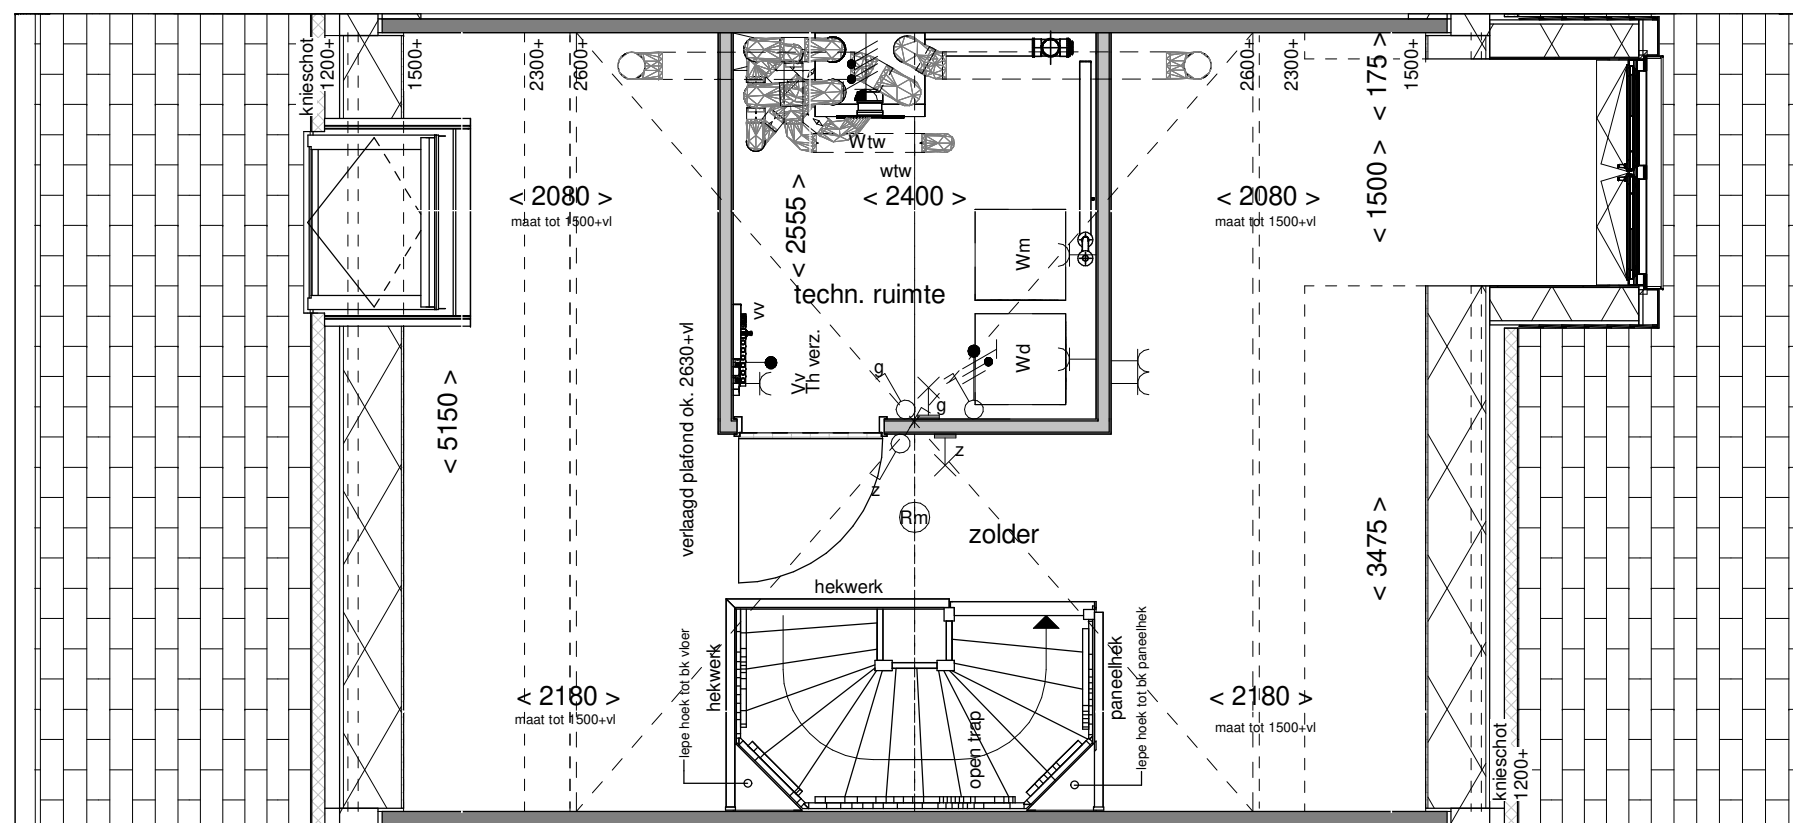 knieschot
1200+
1500+
2300+
2600+
2600+
2300+
1500+
< 175 >
Wtw
wtw
< 2080 >
maat tot 1500+vl
< 2555 >
< 2400 >
< 2080 >
maat tot 1500+vl
< 1500 >
Wm
techn. ruimte
vv
Vv
Th verz.
Wd
g
g
< 5150 >
verlaagd plafond ok. 2630+vl
z
z
Rm
zolder
< 3475 >
hekwerk
hekwerk
lepe hoek tot bk vloer
open trap
paneelhek
lepe hoek tot bk paneelhek
< 2180 >
maat tot 1500+vl
< 2180 >
maat tot 1500+vl
knieschot
1200+